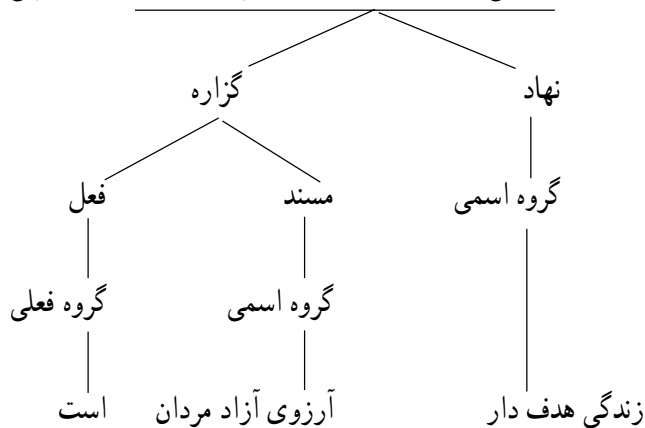 نهاد گزاره
گروه اسمی مسند فعل
گروه اسمی گروه فعلی
زندگی هدف دار آرزوی آزاد مردان است